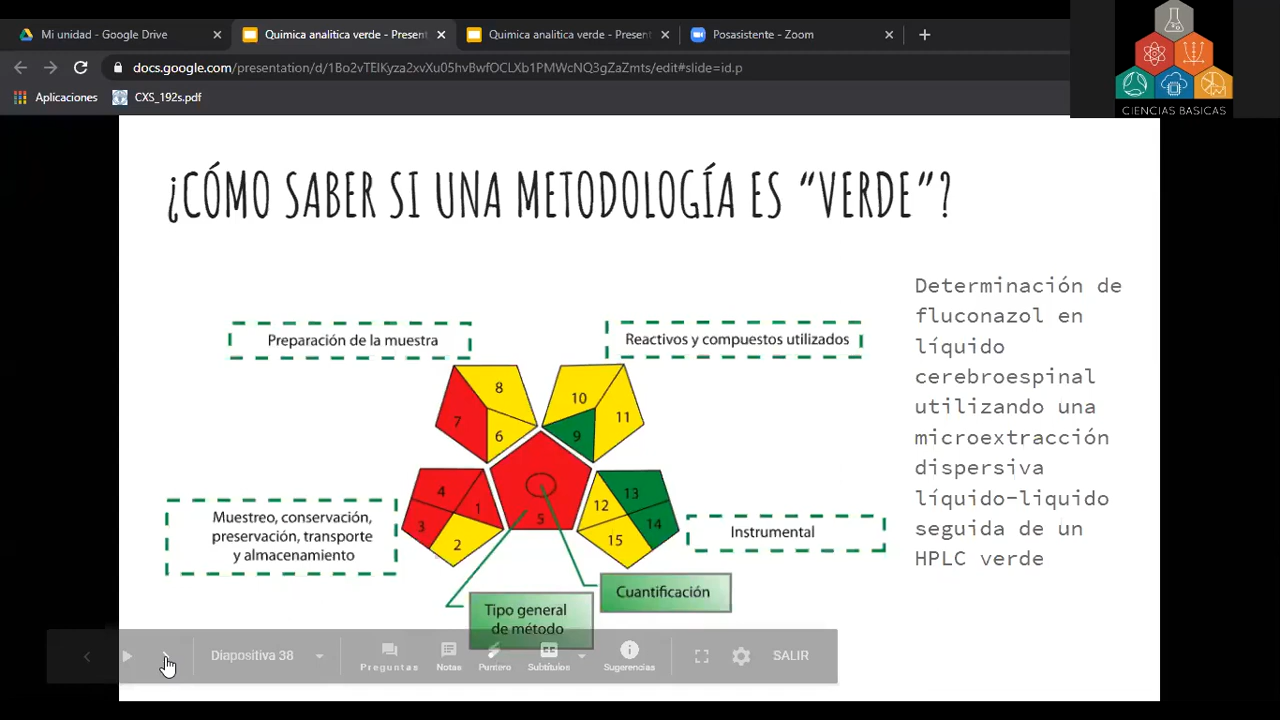 Mi unidad - Google Drive
Quimica analitica verde - Present
Quimica analitica verde - Present
Posasistente - Zoom
docs.google.com/presentation/d/1Bo2vTElKyza2xvXu05hvBwfyCLXb1PMWcNQ3gZaZmts/edit#slide=id.p
Aplicaciones
CXS_192s.pdf
CIENCIAS BASICAS
¿CÓMO SABER SI UNA METODOLOGÍA ES “VERDE”?
Determinación de
fluconazol en
líquido
cerebroespinal
utilizando una
microextracción
dispersiva
líquido-liquido
seguida de un
HPLC verde
Preparación de la muestra
Reactivos y compuestos utilizados
8
7
6
10
11
9
4
1
3
2
5
12
13
14
15
Muestreo, conservación,
preservación, transporte
y almacenamiento
Instrumental
Cuantificación
Tipo general
de método
Diapositiva 38
Preguntas
Notas
Puntero
Subtítulos
Sugerencias
SALIR